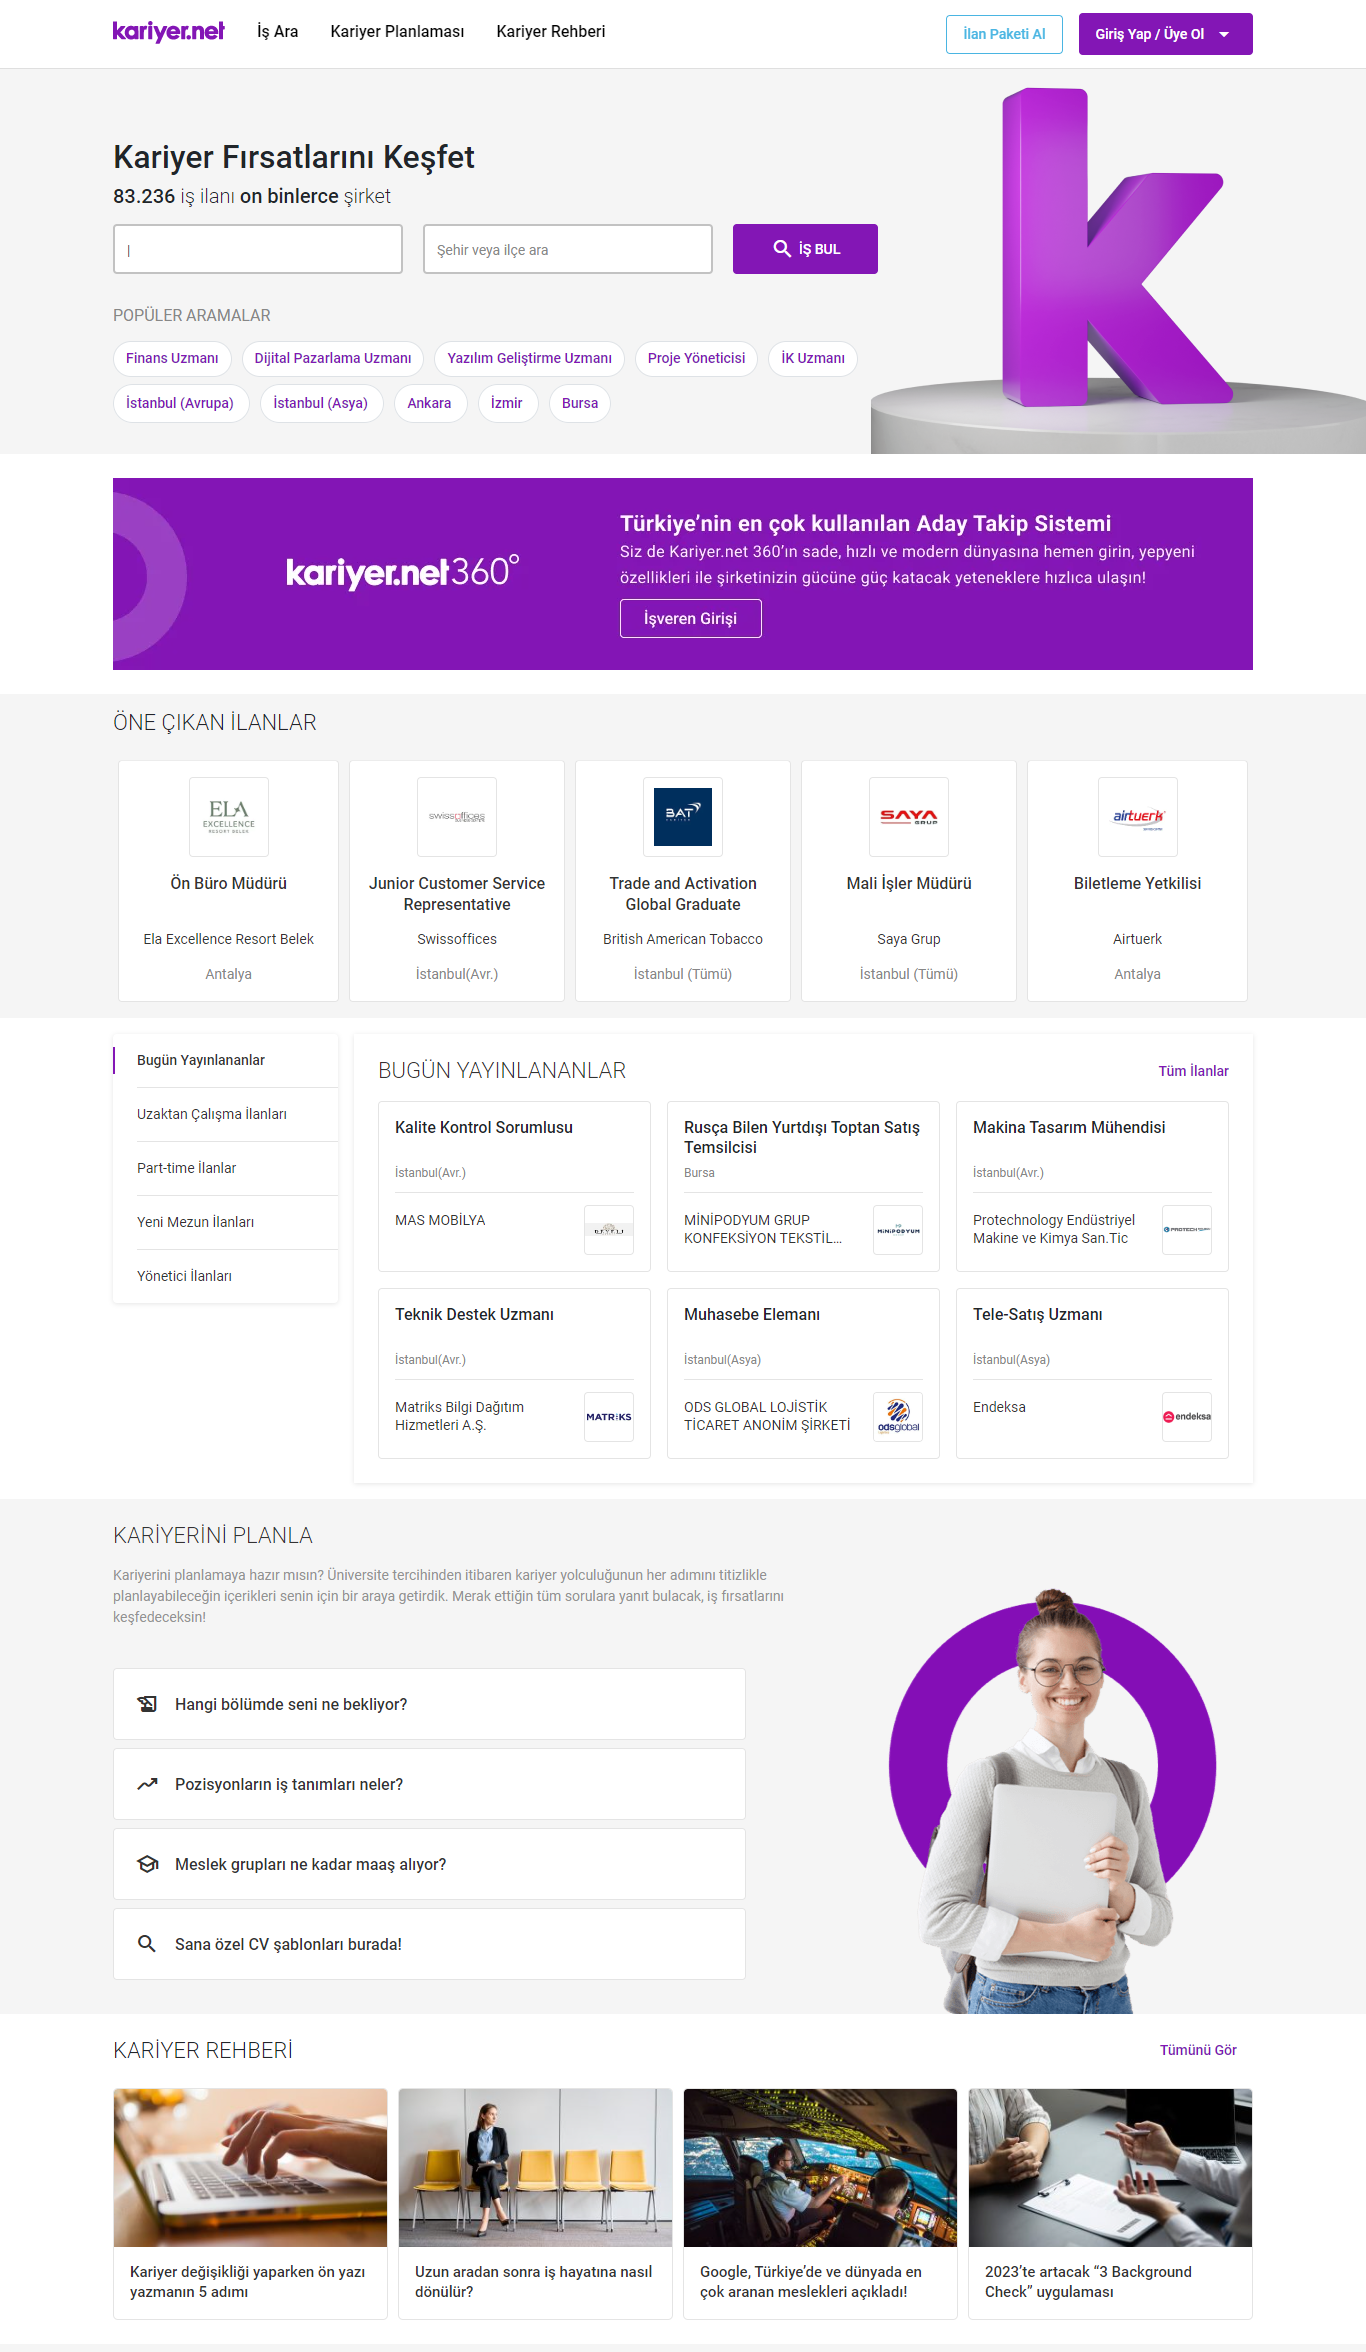 kariyer.net
İş Ara
Kariyer Planlaması
Kariyer Rehberi
İlan Paketi Al
Giriş Yap / Üye Ol
Kariyer Fırsatlarını Keşfet
83.236 iş ilanı on binlerce şirket
Şehir veya ilçe ara
İŞ BUL
POPÜLER ARAMALAR
Finans Uzmanı
Dijital Pazarlama Uzmanı
Yazılım Geliştirme Uzmanı
Proje Yöneticisi
İK Uzmanı
İstanbul (Avrupa)
İstanbul (Asya)
Ankara
İzmir
Bursa
kariyer.net 360°
Türkiye’nin en çok kullanılan Aday Takip Sistemi
Siz de Kariyer.net 360’ın sade, hızlı ve modern dünyasına hemen girin, yepyeni
özellikleri ile şirketinizin gücüne güç katacak yeteneklere hızlıca ulaşın!
İşveren Girişi
ÖNE ÇIKAN İLANLAR
ELA
EXCELLENCE
RESORT BELEK
Ön Büro Müdürü
Ela Excellence Resort Belek
Antalya
swissoffices
Junior Customer Service
Representative
Swissoffices
İstanbul(Avr.)
BAT
Trade and Activation
Global Graduate
British American Tobacco
İstanbul (Tümü)
SAYA
GRUP
Mali İşler Müdürü
Saya Grup
İstanbul (Tümü)
airtuerk
Biletleme Yetkilisi
Airtuerk
Antalya
Bugün Yayınlananlar
Uzaktan Çalışma İlanları
Part-time İlanlar
Yeni Mezun İlanları
Yönetici İlanları
BUGÜN YAYINLANANLAR
Tüm İlanlar
Kalite Kontrol Sorumlusu
İstanbul(Avr.)
MAS MOBİLYA
Rusça Bilen Yurtdışı Toptan Satış
Temsilcisi
Bursa
MİNİPODYUM GRUP
KONFEKSİYON TEKSTİL...
MİNİPODYUM
Makina Tasarım Mühendisi
İstanbul(Avr.)
Protechnology Endüstriyel
Makine ve Kimya San.Tic
PROTECH
Teknik Destek Uzmanı
İstanbul(Avr.)
Matriks Bilgi Dağıtım
Hizmetleri A.Ş.
MATRIKS
Muhasebe Elemanı
İstanbul(Asya)
ODS GLOBAL LOJİSTİK
TİCARET ANONİM ŞİRKETİ
odsglobal
Tele-Satış Uzmanı
İstanbul(Asya)
Endeksa
endeksa
KARİYERİNİ PLANLA
Kariyerini planlamaya hazır mısın? Üniversite tercihinden itibaren kariyer yolculuğunun her adımını titizlikle
planlayabileceğin içerikleri senin için bir araya getirdik. Merak ettiğin tüm sorulara yanıt bulacak, iş fırsatlarını
keşfedeceksin!
Hangi bölümde seni ne bekliyor?
Pozisyonların iş tanımları neler?
Meslek grupları ne kadar maaş alıyor?
Sana özel CV şablonları burada!
KARİYER REHBERİ
Tümünü Gör
Kariyer değişikliği yaparken ön yazı
yazmanın 5 adımı
Uzun aradan sonra iş hayatına nasıl
dönülür?
Google, Türkiye’de ve dünyada en
çok aranan meslekleri açıkladı!
2023’te artacak “3 Background
Check” uygulaması